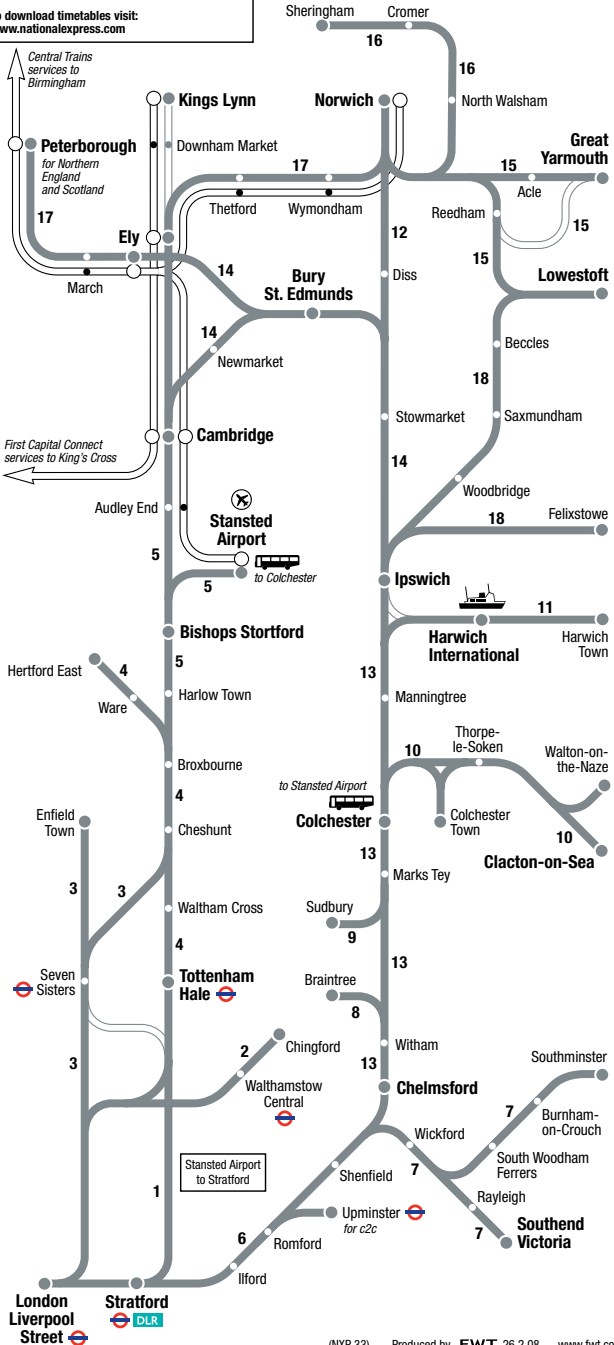 o download timetables visit:
ww.nationalexpress.com
Central Trains
services to
Birmingham
Sheringham
Cromer
16
16
North Walsham
Kings Lynn
Norwich
Peterborough
for Northern
England
and Scotland
Downham Market
17
Great
Yarmouth
15
Acle
Thetford
Wymondham
Reedham
15
17
Ely
12
15
March
14
Bury
St. Edmunds
Diss
Lowestoft
14
Newmarket
Beccles
18
Stowmarket
Saxmundham
First Capital Connect
services to King's Cross
Cambridge
14
Woodbridge
Audley End
Stansted
Airport
18
Felixstowe
5
to Colchester
5
Ipswich
Bishops Stortford
11
Harwich
International
Harwich
Town
Hertford East
4
5
13
Ware
Harlow Town
Manningtree
Thorpe-
le-Soken
Walton-on-
the-Naze
10
Broxbourne
to Stansted Airport
4
Enfield
Town
Cheshunt
Colchester
Colchester
Town
10
Clacton-on-Sea
13
Marks Tey
3
3
Sudbury
Waltham Cross
9
4
13
Seven
Sisters
Tottenham
Hale
Braintree
8
Witham
2
Chingford
13
3
Southminster
Walthamstow
Central
Chelmsford
7
Burnham-
on-Crouch
Wickford
Stansted Airport
to Stratford
Shenfield
7
South Woodham
Ferrers
1
Rayleigh
Upminster
for c2c
6
Romford
7
Southend
Victoria
Ilford
London
Liverpool
Street
Stratford
DLR
(NXP 33) Produced by FWT 26.2.08 www.fwt.co